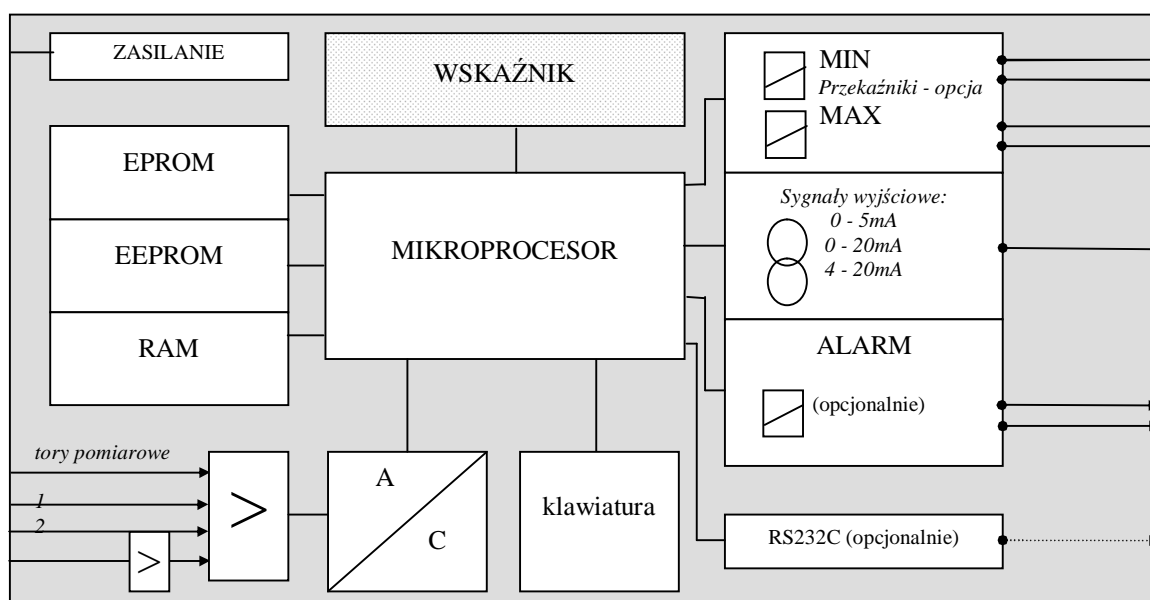 ZASILANIE
WSKAŹNIK
MIN
Przekaźniki - opcja
MAX
EPROM
EEPROM
RAM
MIKROPROCESOR
Sygnały wyjściowe:
0 - 5mA
0 - 20mA
4 - 20mA
ALARM
(opcjonalnie)
tory pomiarowe
1
2
>
>
A
C
klawiatura
RS232C (opcjonalnie)